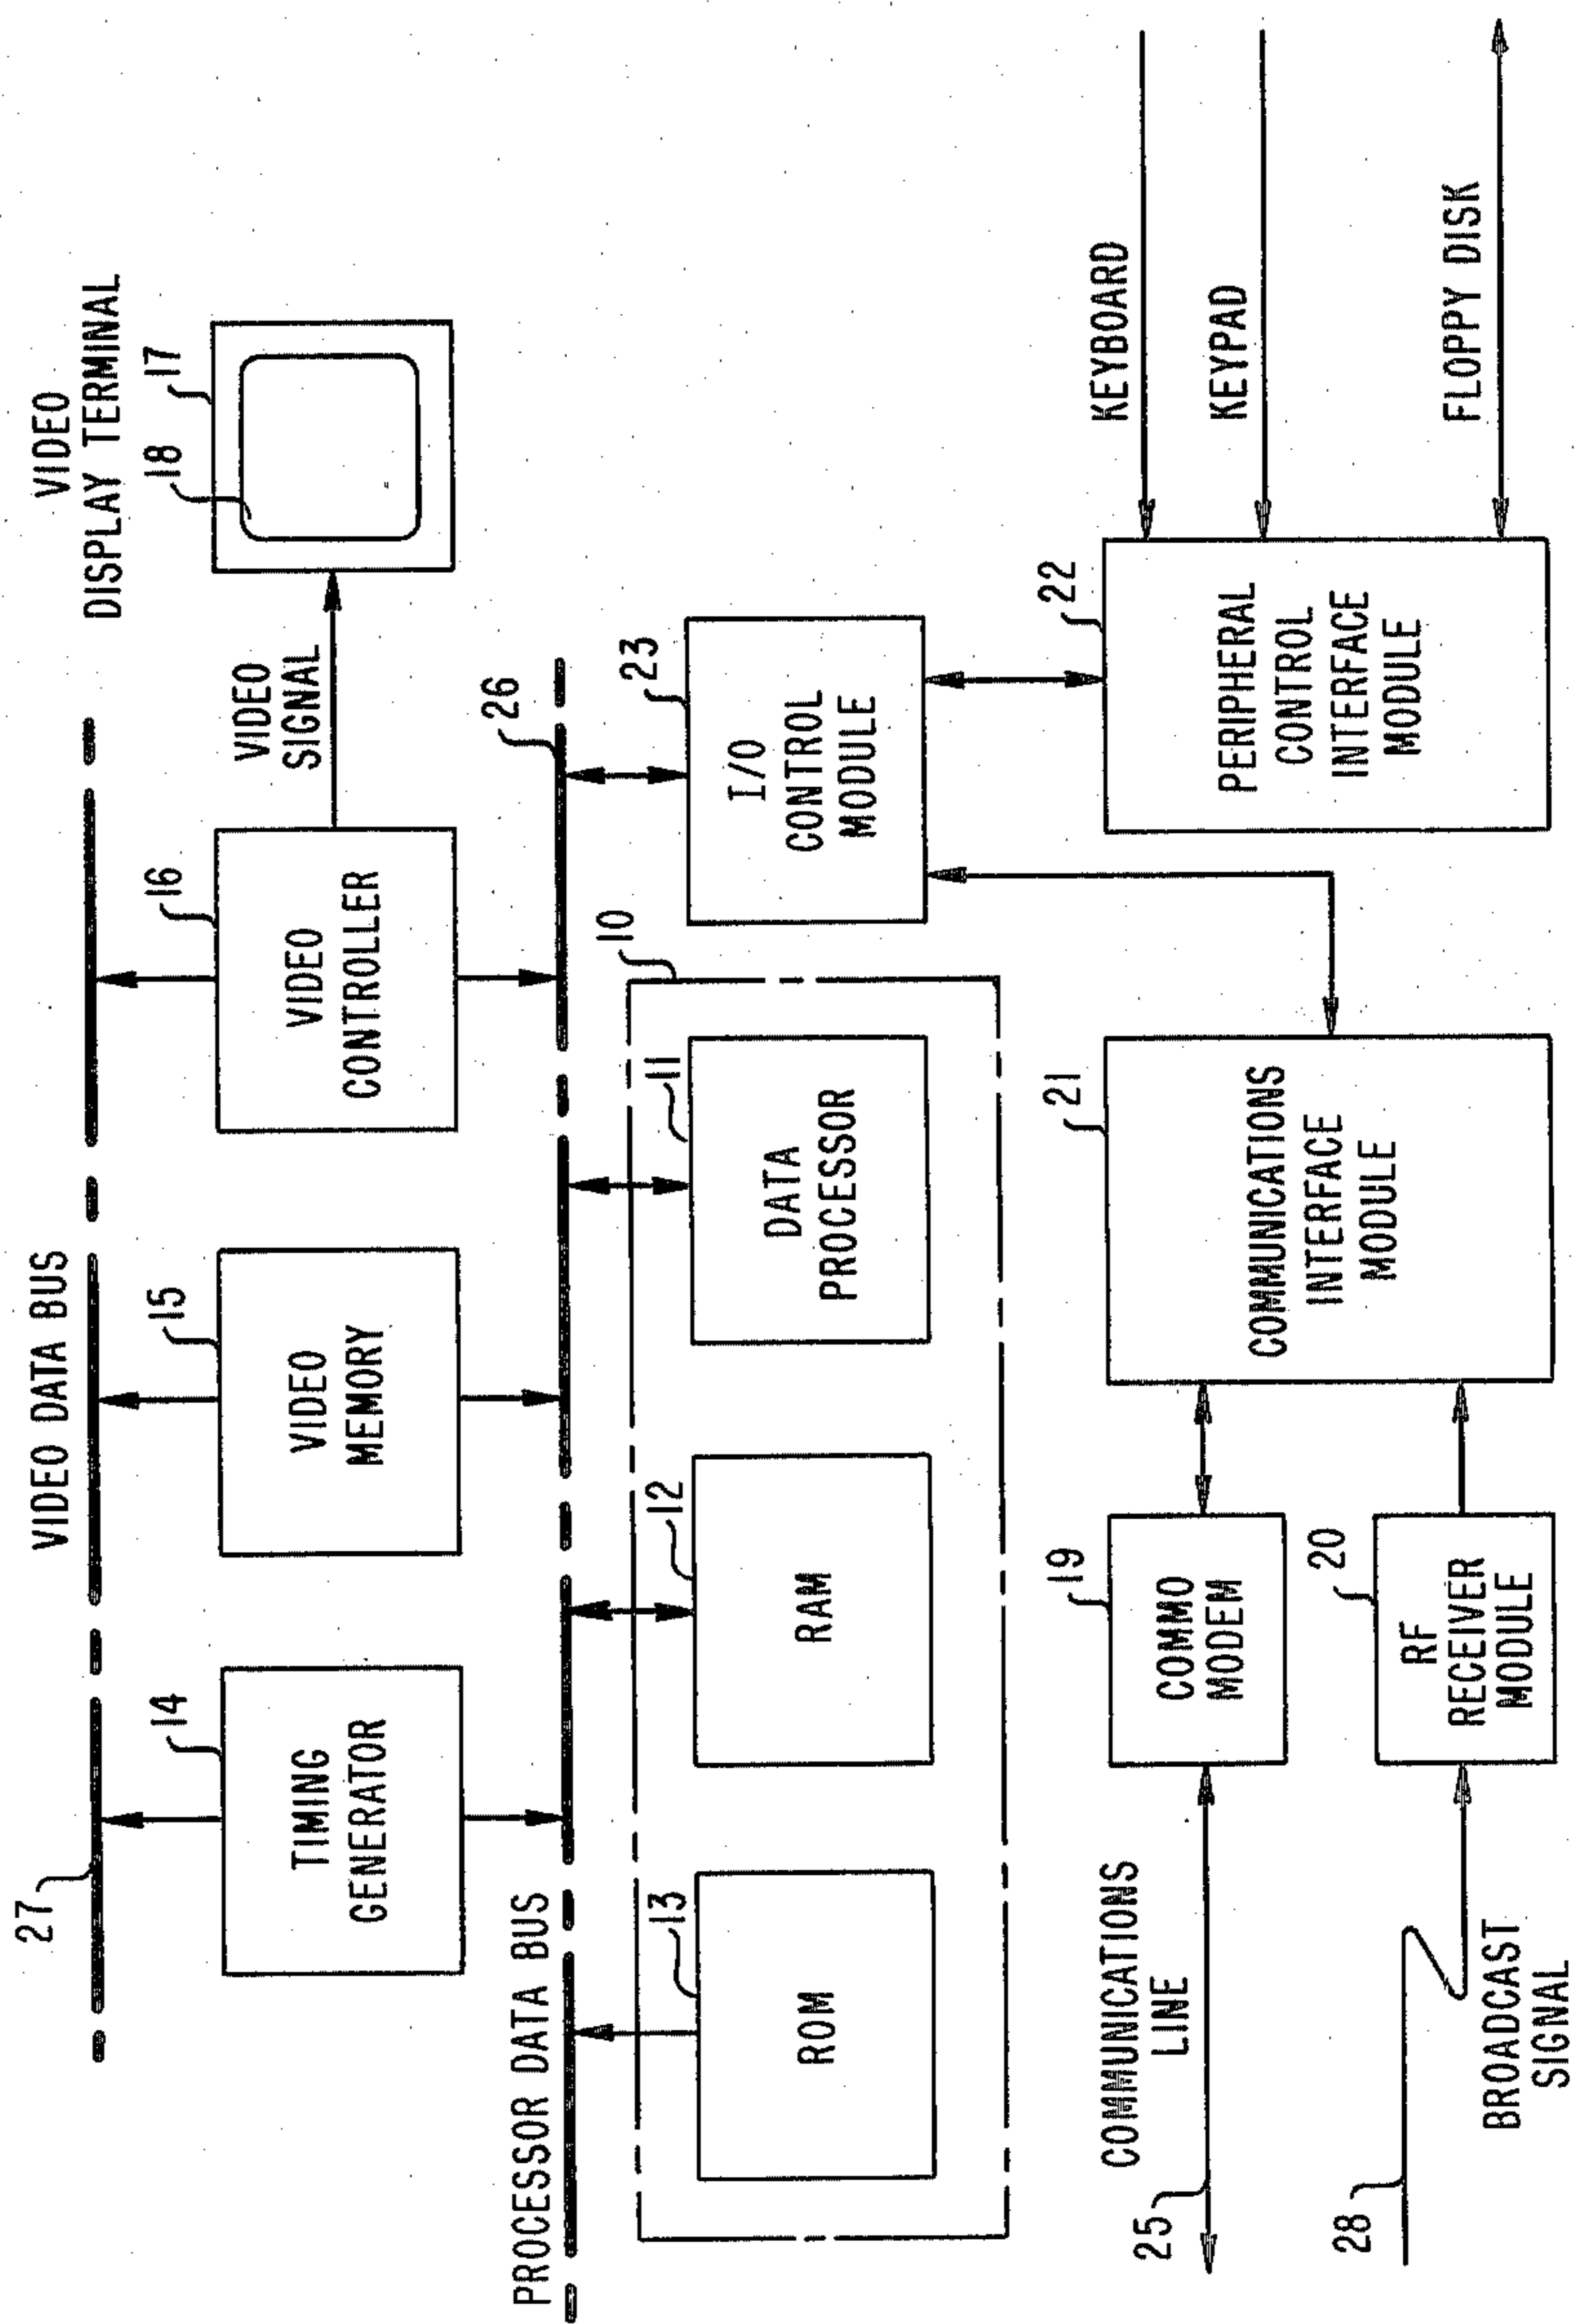 27
VIDEO DATA BUS
VIDEO
DISPLAY TERMINAL
14
TIMING
GENERATOR
15
VIDEO
MEMORY
16
VIDEO
CONTROLLER
VIDEO
SIGNAL
18
17
PROCESSOR DATA BUS
26
13
ROM
12
RAM
11
DATA
PROCESSOR
10
23
I/O
CONTROL
MODULE
25
COMMUNICATIONS
LINE
19
COMMO
MODEM
28
BROADCAST
SIGNAL
20
RF
RECEIVER
MODULE
21
COMMUNICATIONS
INTERFACE
MODULE
22
PERIPHERAL
CONTROL
INTERFACE
MODULE
KEYBOARD
KEYPAD
FLOPPY DISK